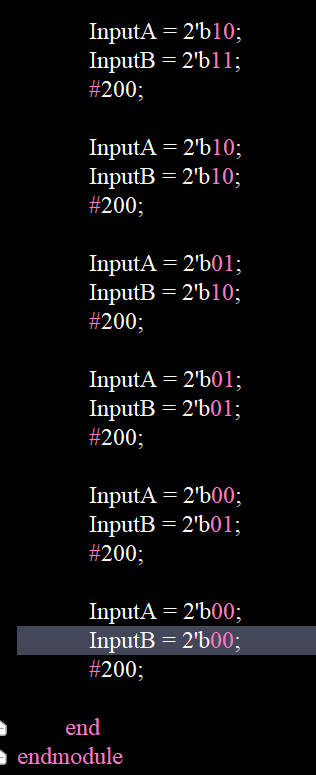 InputA = 2'b10;
InputB = 2'b11;
#200;
InputA = 2'b10;
InputB = 2'b10;
#200;
InputA = 2'b01;
InputB = 2'b10;
#200;
InputA = 2'b01;
InputB = 2'b01;
#200;
InputA = 2'b00;
InputB = 2'b01;
#200;
InputA = 2'b00;
InputB = 2'b00;
#200;
end
endmodule